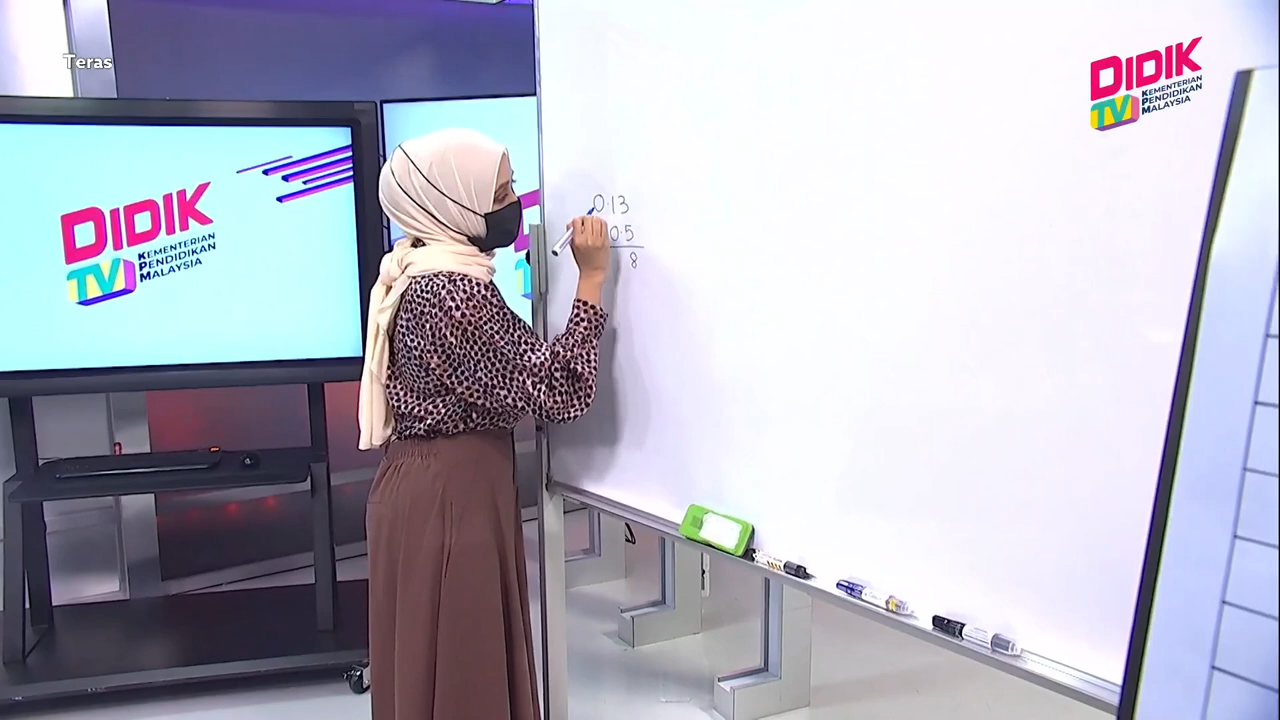 Teras
DIDIK
TV
KEMENTERIAN
PENDIDIKAN
MALAYSIA
DIDIK
TV
KEMENTERIAN
PENDIDIKAN
MALAYSIA
0.13
0.5
8